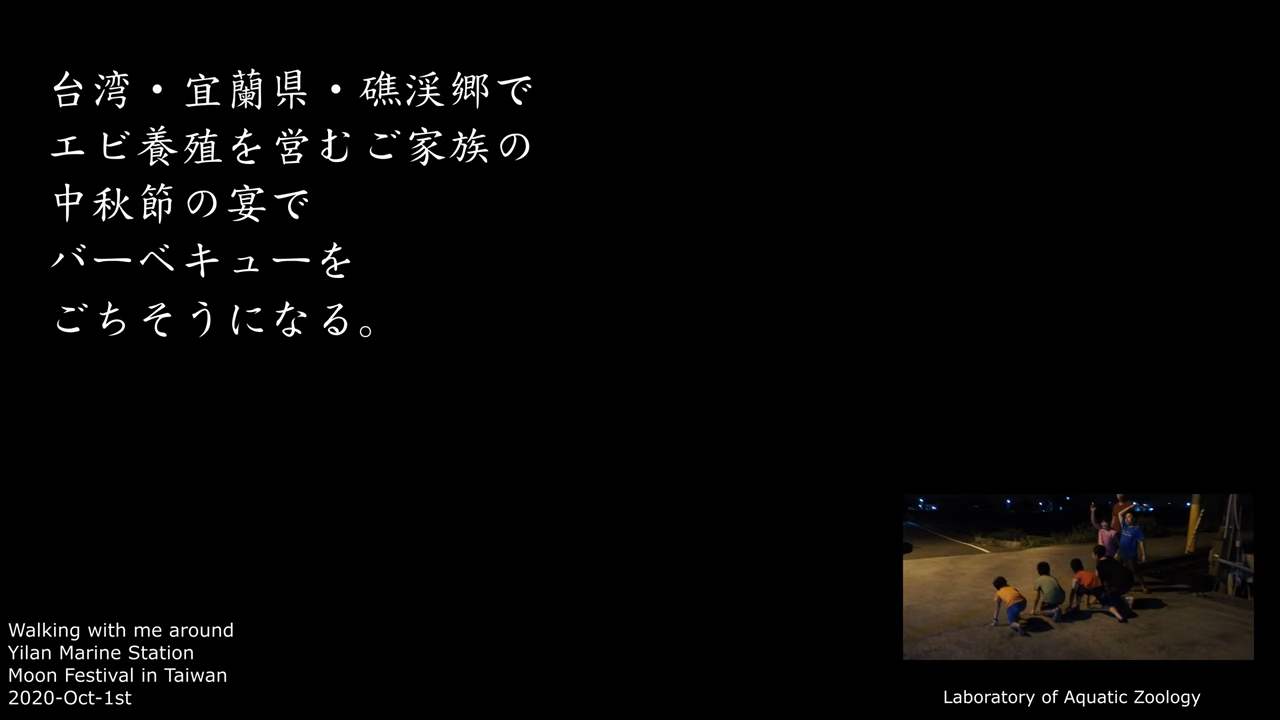 台湾・宜蘭県・礁渓郷で
エビ養殖を営むご家族の
中秋節の宴で
バーベキューを
ごちそうになる。
Walking with me around
Yilan Marine Station
Moon Festival in Taiwan
2020-Oct-1st
Laboratory of Aquatic Zoology